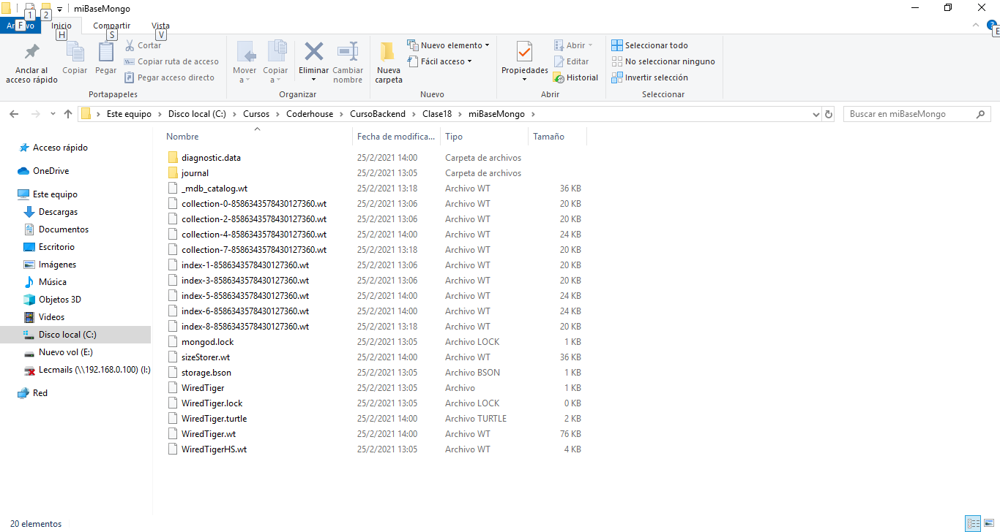 miBaseMongo
1 2
Archivo Inicio Compartir Vista
F H S V E
Anclar al acceso rápido
Copiar
Pegar
Cortar
Copiar ruta de acceso
Pegar acceso directo
Portapapeles
Mover a
Copiar a
Eliminar
Cambiar nombre
Organizar
Nueva carpeta
Nuevo elemento
Fácil acceso
Nuevo
Propiedades
Abrir
Editar
Historial
Abrir
Seleccionar todo
No seleccionar ninguno
Invertir selección
Seleccionar
Este equipo > Disco local (C:) > Cursos > Coderhouse > CursoBackend > Clase18 > miBaseMongo >
Buscar en miBaseMongo
Acceso rápido
OneDrive
Este equipo
Descargas
Documentos
Escritorio
Imágenes
Música
Objetos 3D
Videos
Disco local (C:)
Nuevo vol (E:)
Lecmails (\\192.168.0.100) (I:)
Red
Nombre Fecha de modifica... Tipo Tamaño
diagnostic.data 25/2/2021 14:00 Carpeta de archivos
journal 25/2/2021 13:05 Carpeta de archivos
_mdb_catalog.wt 25/2/2021 13:18 Archivo WT 36 KB
collection-0-8586343578430127360.wt 25/2/2021 13:06 Archivo WT 20 KB
collection-2-8586343578430127360.wt 25/2/2021 13:06 Archivo WT 20 KB
collection-4-8586343578430127360.wt 25/2/2021 14:00 Archivo WT 24 KB
collection-7-8586343578430127360.wt 25/2/2021 13:18 Archivo WT 20 KB
index-1-8586343578430127360.wt 25/2/2021 13:06 Archivo WT 20 KB
index-3-8586343578430127360.wt 25/2/2021 13:06 Archivo WT 20 KB
index-5-8586343578430127360.wt 25/2/2021 14:00 Archivo WT 24 KB
index-6-8586343578430127360.wt 25/2/2021 14:00 Archivo WT 24 KB
index-8-8586343578430127360.wt 25/2/2021 13:18 Archivo WT 20 KB
mongod.lock 25/2/2021 13:05 Archivo LOCK 1 KB
sizeStorer.wt 25/2/2021 14:00 Archivo WT 36 KB
storage.bson 25/2/2021 13:05 Archivo BSON 1 KB
WiredTiger 25/2/2021 13:05 Archivo 1 KB
WiredTiger.lock 25/2/2021 13:05 Archivo LOCK 0 KB
WiredTiger.turtle 25/2/2021 14:00 Archivo TURTLE 2 KB
WiredTiger.wt 25/2/2021 14:00 Archivo WT 76 KB
WiredTigerHS.wt 25/2/2021 13:05 Archivo WT 4 KB
20 elementos